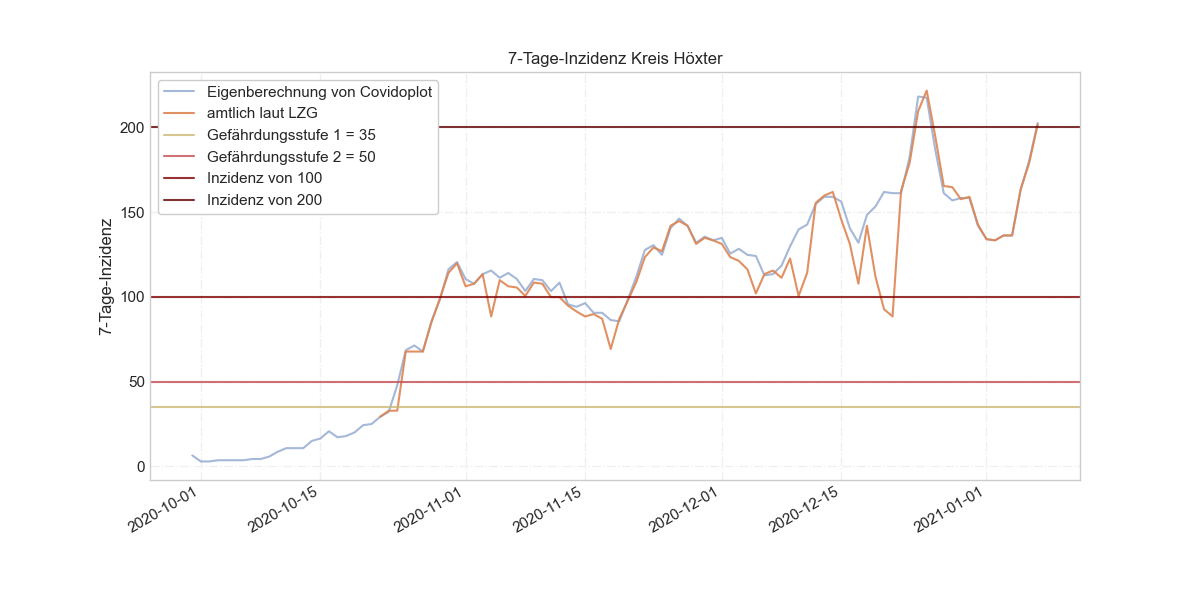 7-Tage-Inzidenz Kreis Höxter
Eigenberechnung von Covidoplot
amtlich laut LZG
Gefährdungsstufe 1 = 35
Gefährdungsstufe 2 = 50
Inzidenz von 100
Inzidenz von 200
7-Tage-Inzidenz
200
150
100
50
0
2020-10-01
2020-10-15
2020-11-01
2020-11-15
2020-12-01
2020-12-15
2021-01-01